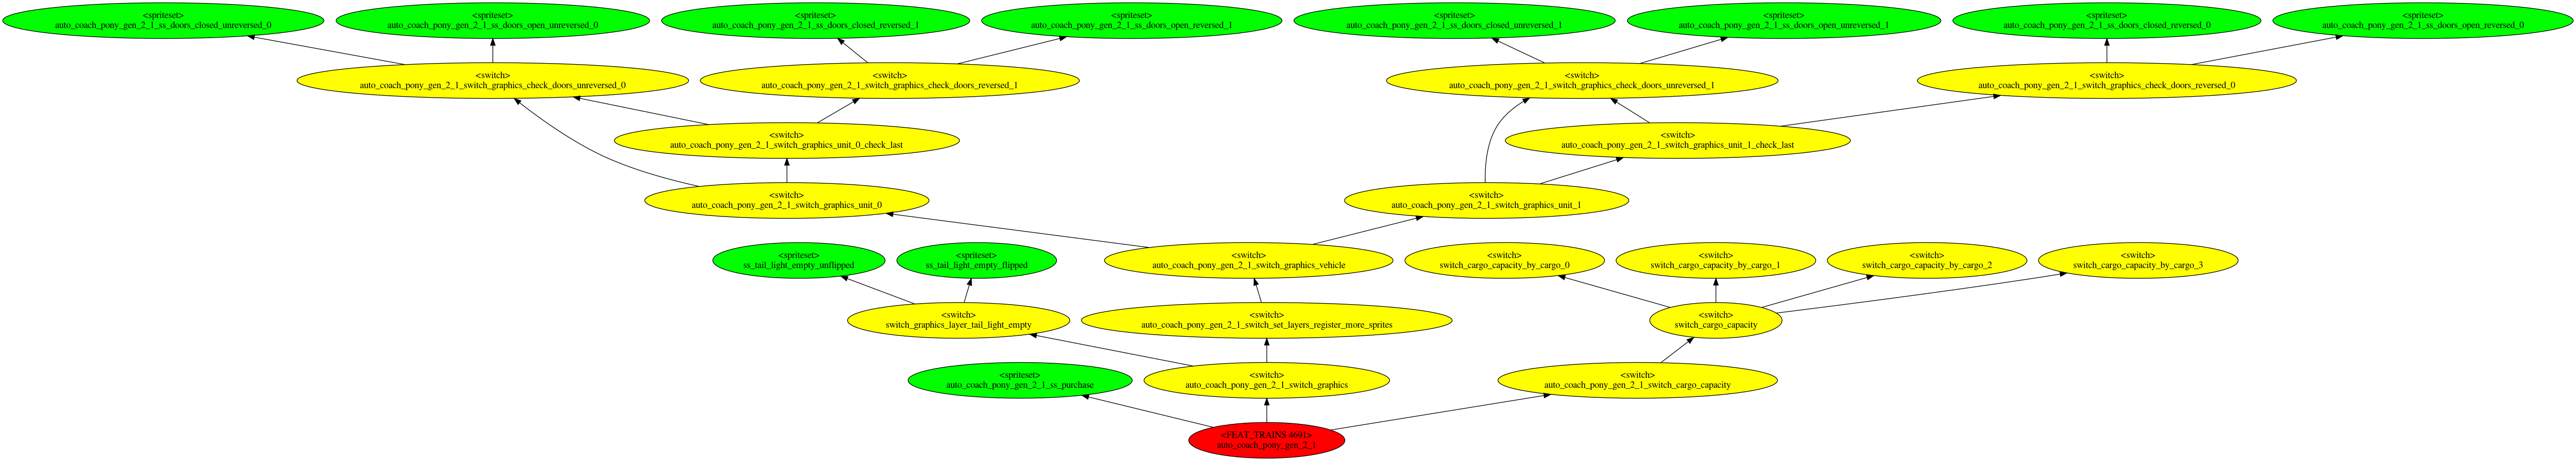 <spriteset>
auto_coach_pony_gen_2_1_ss_doors_closed_unreversed_0
<spriteset>
auto_coach_pony_gen_2_1_ss_doors_open_unreversed_0
<spriteset>
auto_coach_pony_gen_2_1_ss_doors_closed_reversed_1
<spriteset>
auto_coach_pony_gen_2_1_ss_doors_open_reversed_1
<spriteset>
auto_coach_pony_gen_2_1_ss_doors_closed_unreversed_1
<spriteset>
auto_coach_pony_gen_2_1_ss_doors_open_unreversed_1
<spriteset>
auto_coach_pony_gen_2_1_ss_doors_closed_reversed_0
<spriteset>
auto_coach_pony_gen_2_1_ss_doors_open_reversed_0
<switch>
auto_coach_pony_gen_2_1_switch_graphics_check_doors_unreversed_0
<switch>
auto_coach_pony_gen_2_1_switch_graphics_check_doors_reversed_1
<switch>
auto_coach_pony_gen_2_1_switch_graphics_check_doors_unreversed_1
<switch>
auto_coach_pony_gen_2_1_switch_graphics_check_doors_reversed_0
<switch>
auto_coach_pony_gen_2_1_switch_graphics_unit_0_check_last
<switch>
auto_coach_pony_gen_2_1_switch_graphics_unit_1_check_last
<switch>
auto_coach_pony_gen_2_1_switch_graphics_unit_0
<switch>
auto_coach_pony_gen_2_1_switch_graphics_unit_1
<spriteset>
ss_tail_light_empty_unflipped
<spriteset>
ss_tail_light_empty_flipped
<switch>
auto_coach_pony_gen_2_1_switch_graphics_vehicle
<switch>
switch_cargo_capacity_by_cargo_0
<switch>
switch_cargo_capacity_by_cargo_1
<switch>
switch_cargo_capacity_by_cargo_2
<switch>
switch_cargo_capacity_by_cargo_3
<switch>
switch_graphics_layer_tail_light_empty
<switch>
auto_coach_pony_gen_2_1_switch_set_layers_register_more_sprites
<switch>
switch_cargo_capacity
<spriteset>
auto_coach_pony_gen_2_1_ss_purchase
<switch>
auto_coach_pony_gen_2_1_switch_graphics
<switch>
auto_coach_pony_gen_2_1_switch_cargo_capacity
<FEAT_TRAINS 4691>
auto_coach_pony_gen_2_1